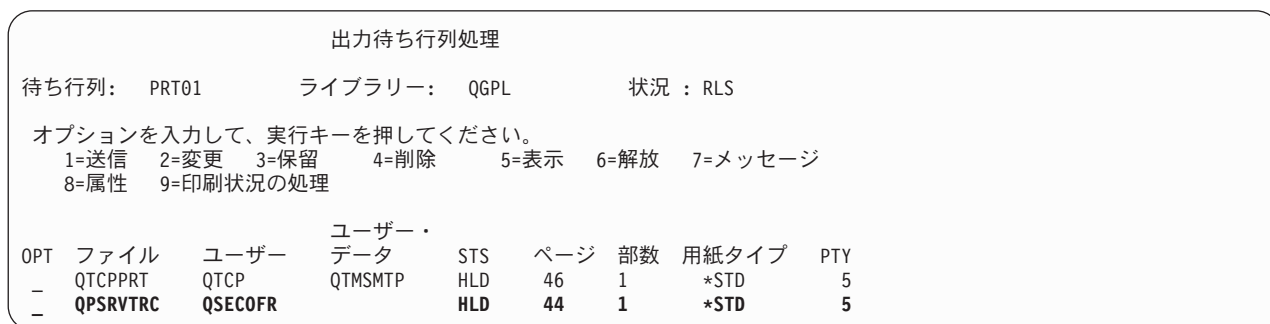 出力待ち行列処理
待ち行列: PRT01 ライブラリー: QGPL 状況 : RLS
オプションを入力して、実行キーを押してください。
1=送信 2=変更 3=保留 4=削除 5=表示 6=解放 7=メッセージ
8=属性 9=印刷状況の処理
ユーザー・
OPT ファイル ユーザー データ STS ページ 部数 用紙タイプ PTY
_ QTCPPRT QTCP QTMSMTP HLD 46 1 *STD 5
_ QPSRVTRC QSECOFR HLD 44 1 *STD 5